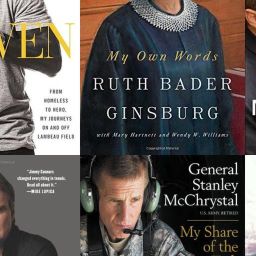 VEN
FROM
HOMELESS
TO HERO,
MY JOURNEYS
ON AND OFF
LAMBEAU FIELD
My Own Words
RUTH BADER
GINSBURG
with Mary Hartnett and Wendy W. Williams
"Jimmy Connors
changed everything in tennis.
Read all about it."
—MIKE LUPICA
General
Stanley
McChrystal
U.S. ARMY RETIRED
My Share
of the